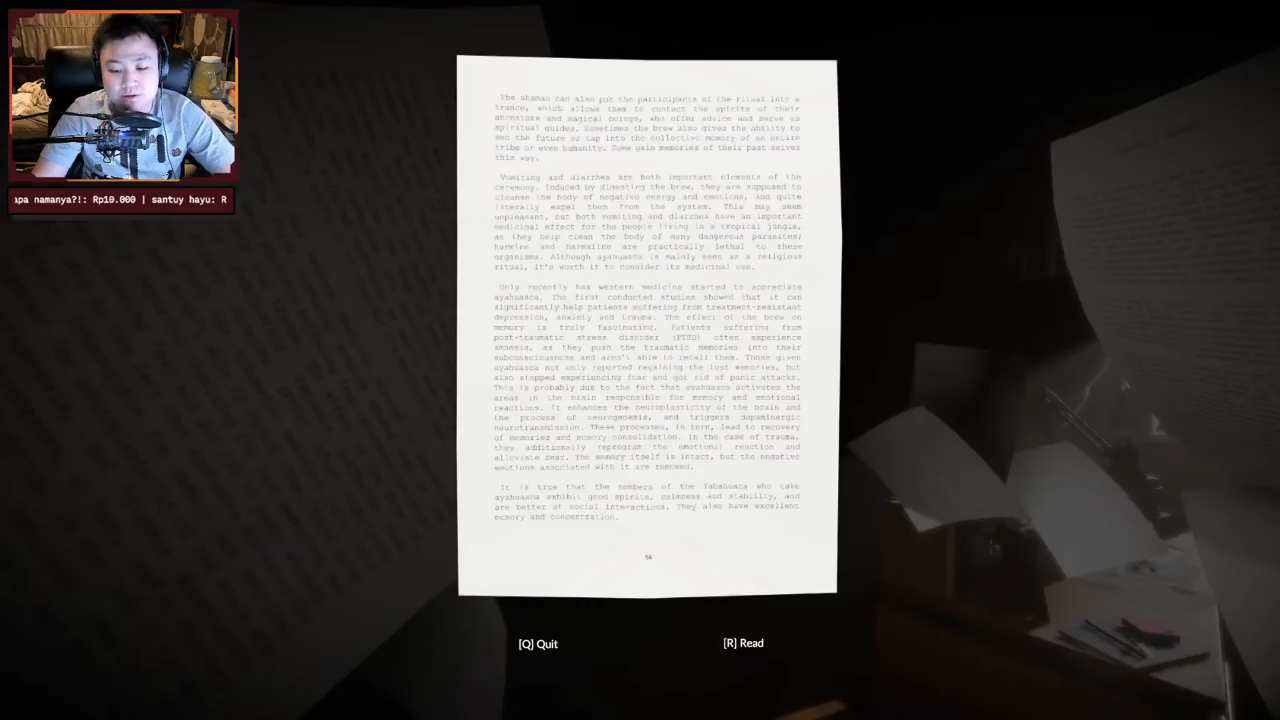 The shaman can also put the participants of the ritual into a
trance, which allows them to contact the spirits of their
ancestors and magical beings, who offer advice and serve as
spiritual guides. Sometimes the brew also gives the ability to
see the future or tap into the collective memory of an entire
tribe or even humanity. Some gain memories of their past selves
this way.
Vomiting and diarrhea are both important elements of the
ceremony. Induced by digesting the brew, they are supposed to
cleanse the body of negative energy and emotions, and quite
literally expel them from the system. This may seem
unpleasant, but both vomiting and diarrhea have an important
medicinal effect for the people living in a tropical jungle,
as they help clean the body of many dangerous parasites;
harmine and harmaline are practically lethal to these
organisms. Although ayahuasca is mainly seen as a religious
ritual, it's worth it to consider its medicinal use.
Only recently has western medicine started to appreciate
ayahuasca. The first conducted studies showed that it can
significantly help patients suffering from treatment-resistant
depression, anxiety and trauma. The effect of the brew on
memory is truly fascinating. Patients suffering from
post-traumatic stress disorder (PTSD) often experience
amnesia, as they push the traumatic memories into their
subconsciousness and aren't able to recall them. Those given
ayahuasca not only reported regaining the lost memories, but
also stopped experiencing fear and got rid of panic attacks.
This is probably due to the fact that ayahuasca activates the
areas in the brain responsible for memory and emotional
reactions. It enhances the neuroplasticity of the brain and
the process of neurogenesis, and triggers dopaminergic
neurotransmission. These processes, in turn, lead to recovery
of memories and memory consolidation. In the case of trauma,
they additionally reprogram the emotional reaction and
alleviate fear. The memory itself is intact, but the negative
emotions associated with it are removed.
It is true that the members of the Yabahuaca who take
ayahuasca exhibit good spirits, calmness and stability, and
are better at social interactions. They also have excellent
memory and concentration.
54
apa namanya?!: Rp10.000 | santuy hayu: R
[Q] Quit
[R] Read